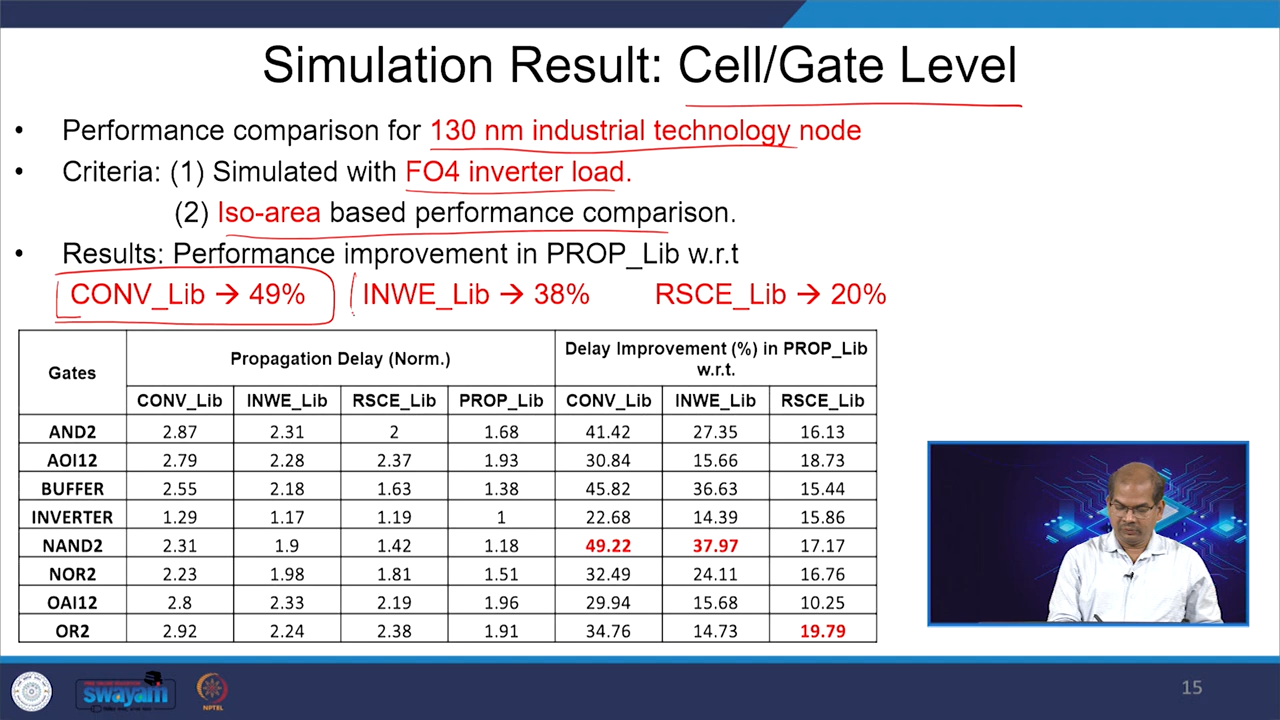 Simulation Result: Cell/Gate Level
• Performance comparison for 130 nm industrial technology node
• Criteria: (1) Simulated with FO4 inverter load.
(2) Iso-area based performance comparison.
• Results: Performance improvement in PROP_Lib w.r.t
CONV_Lib → 49% INWE_Lib → 38% RSCE_Lib → 20%
Gates Propagation Delay (Norm.) Delay Improvement (%) in PROP_Lib w.r.t.
CONV_Lib INWE_Lib RSCE_Lib PROP_Lib CONV_Lib INWE_Lib RSCE_Lib
AND2 2.87 2.31 2 1.68 41.42 27.35 16.13
AOI12 2.79 2.28 2.37 1.93 30.84 15.66 18.73
BUFFER 2.55 2.18 1.63 1.38 45.82 36.63 15.44
INVERTER 1.29 1.17 1.19 1 22.68 14.39 15.86
NAND2 2.31 1.9 1.42 1.18 49.22 37.97 17.17
NOR2 2.23 1.98 1.81 1.51 32.49 24.11 16.76
OAI12 2.8 2.33 2.19 1.96 29.94 15.68 10.25
OR2 2.92 2.24 2.38 1.91 34.76 14.73 19.79
swayam
NPTEL
15